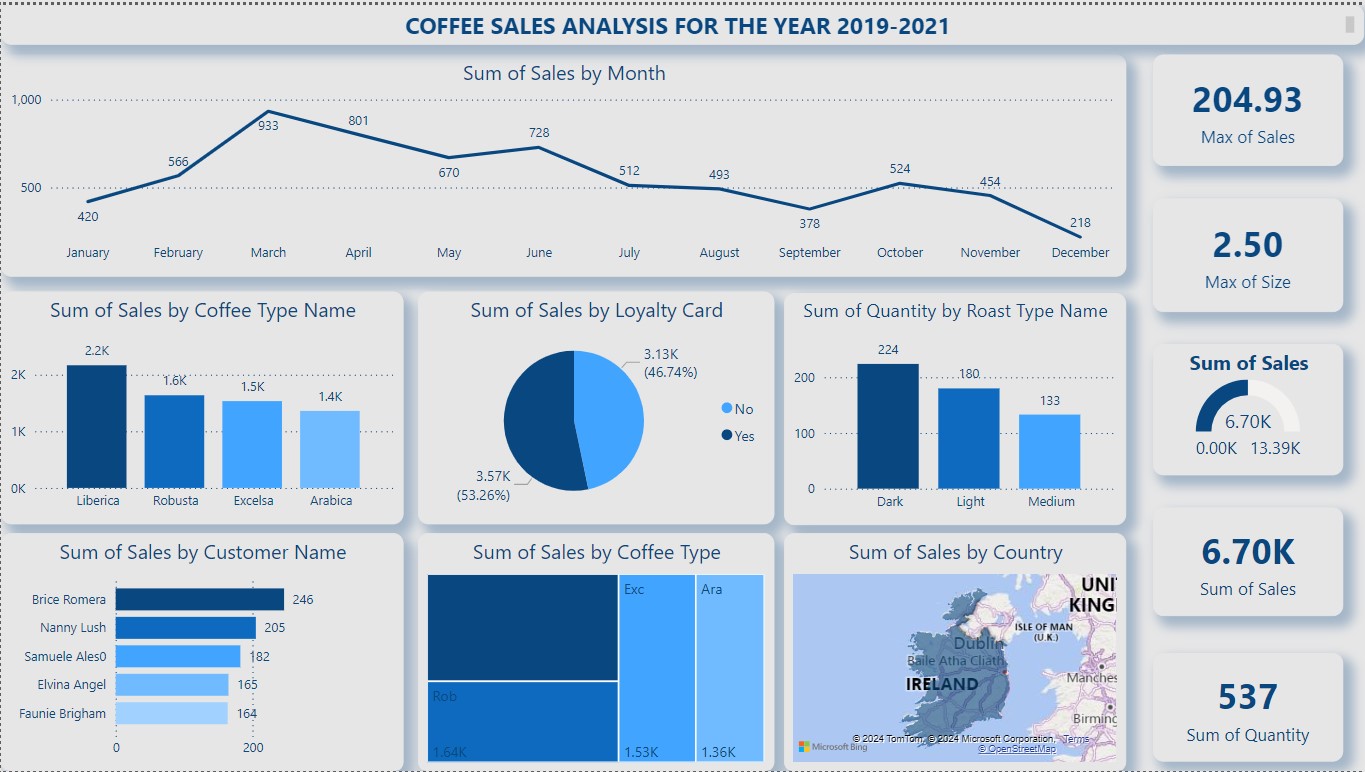 COFFEE SALES ANALYSIS FOR THE YEAR 2019-2021
Sum of Sales by Month
1,000
500
420
566
933
801
670
728
512
493
378
524
454
218
January February March April May June July August September October November December
204.93
Max of Sales
2.50
Max of Size
Sum of Sales
6.70K
0.00K 13.39K
6.70K
Sum of Sales
537
Sum of Quantity
Sum of Sales by Coffee Type Name
2K
1K
0K
2.2K
1.6K
1.5K
1.4K
Liberica Robusta Excelsa Arabica
Sum of Sales by Loyalty Card
3.13K
(46.74%)
3.57K
(53.26%)
No
Yes
Sum of Quantity by Roast Type Name
200
100
0
224
180
133
Dark Light Medium
Sum of Sales by Customer Name
Brice Romera 246
Nanny Lush 205
Samuele Ales0 182
Elvina Angel 165
Faunie Brigham 164
0 200
Sum of Sales by Coffee Type
Rob
1.64K
Exc
1.53K
Ara
1.36K
Sum of Sales by Country
UNI
KING
ISLE OF MAN
(U.K.)
Dublin
Baile Atha Cliath
IRELAND
Manches
Birming
© 2024 TomTom, © 2024 Microsoft Corporation, Terms
© OpenStreetMap
Microsoft Bing